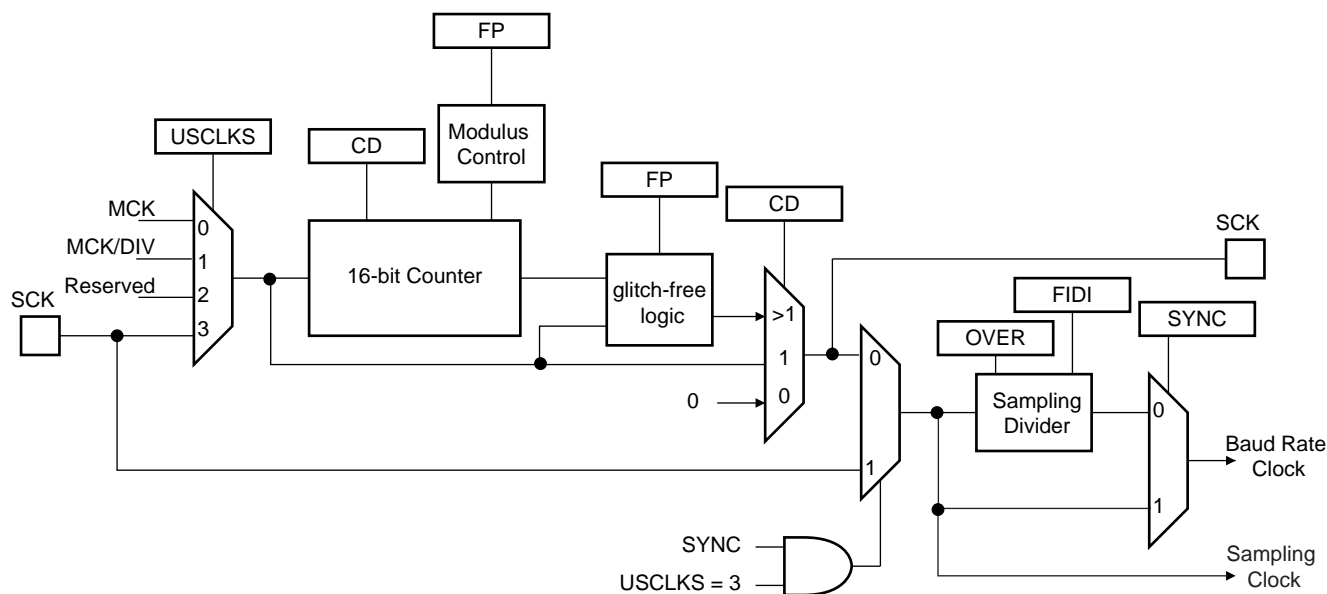 FP
USCLKS
CD
Modulus
Control
FP
CD
MCK
0
MCK/DIV
1
Reserved
2
SCK
3
16-bit Counter
glitch-free
logic
>1
1
0
0
SCK
FIDI
OVER
SYNC
0
1
Sampling
Divider
0
1
Baud Rate
Clock
SYNC
USCLKS = 3
Sampling
Clock